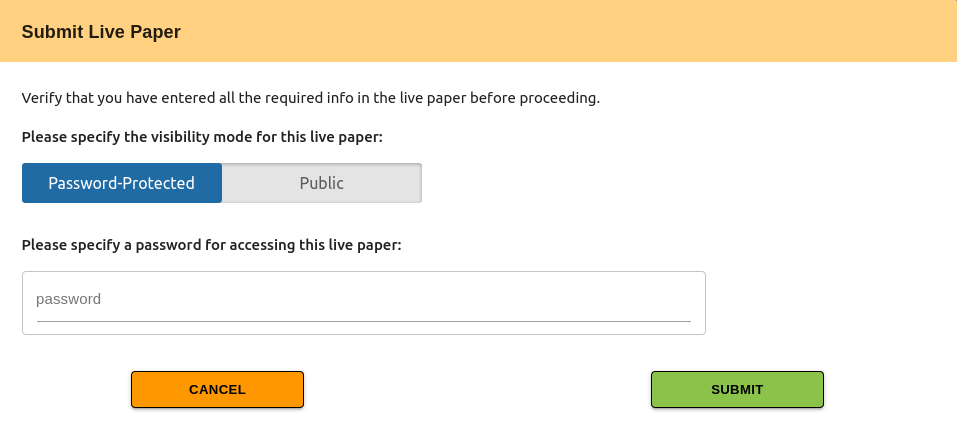 Submit Live Paper
Verify that you have entered all the required info in the live paper before proceeding.
Please specify the visibility mode for this live paper:
Password-Protected Public
Please specify a password for accessing this live paper:
password
CANCEL SUBMIT